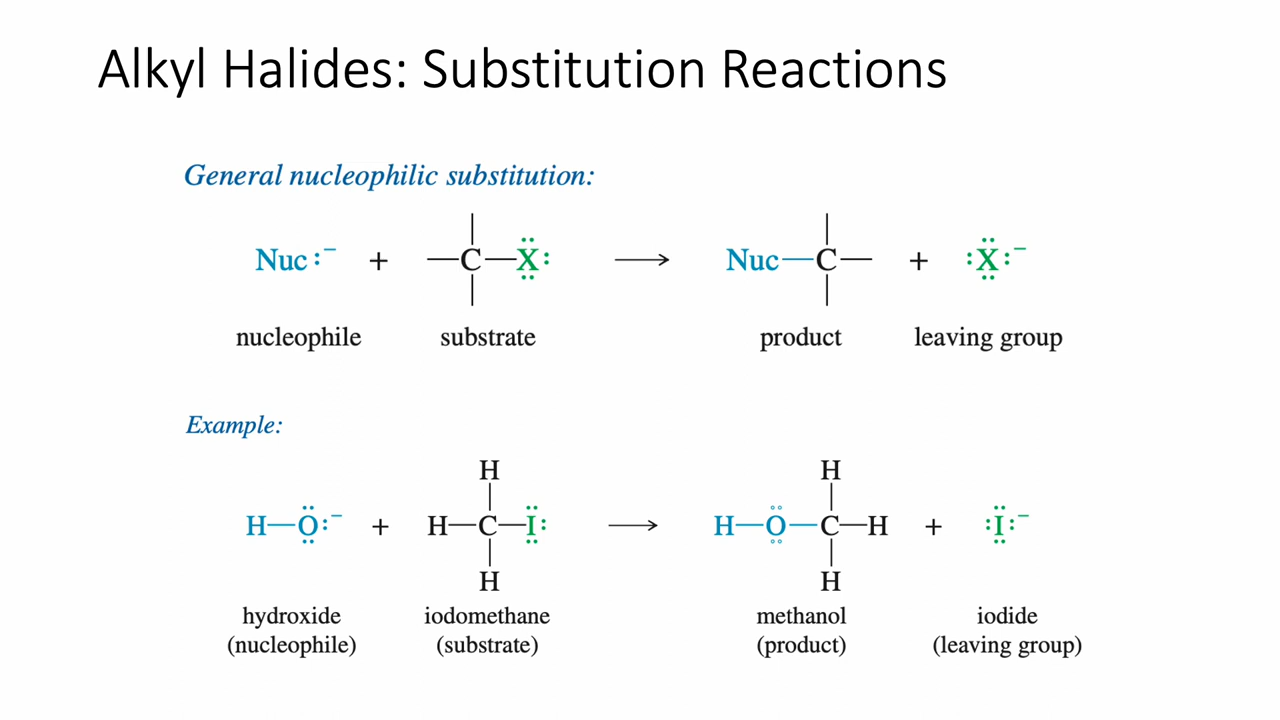 Alkyl Halides: Substitution Reactions
General nucleophilic substitution:
Nuc:⁻ + —C—X: ⟶ Nuc—C— + :X:⁻
nucleophile substrate product leaving group
Example:
H H
H—O:⁻ + H—C—I: ⟶ H—O—C—H + :I:⁻
H H
hydroxide iodomethane methanol iodide
(nucleophile) (substrate) (product) (leaving group)